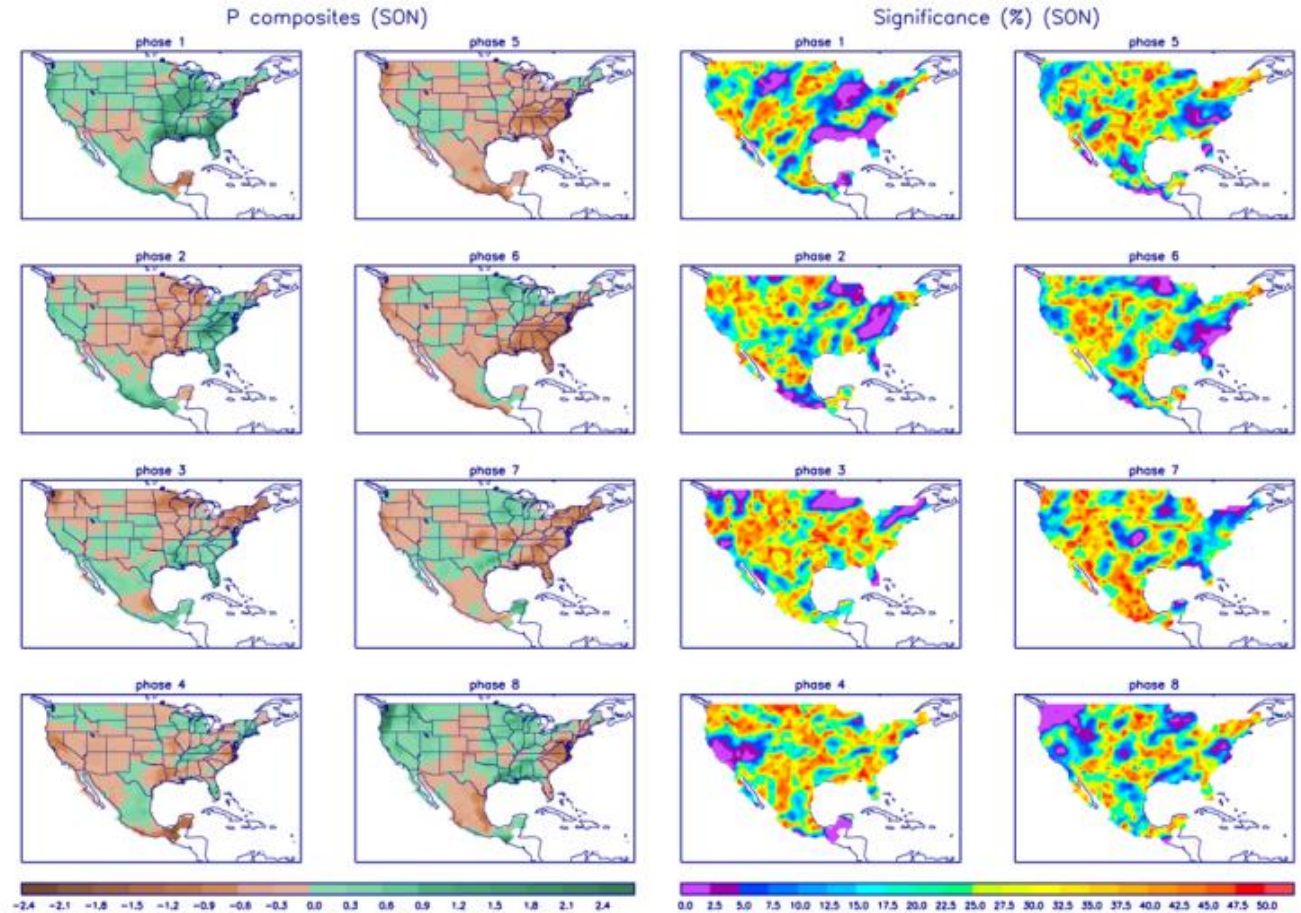 P composites (SON) Significance (%) (SON)
phase 1 phase 5 phase 1 phase 5
phase 2 phase 6 phase 2 phase 6
phase 3 phase 7 phase 3 phase 7
phase 4 phase 8 phase 4 phase 8
-2.4 -2.1 -1.8 -1.5 -1.2 -0.9 -0.6 -0.3 0.0 0.3 0.6 0.9 1.2 1.5 1.8 2.1 2.4 0.0 2.5 5.0 7.5 10.0 12.5 15.0 17.5 20.0 22.5 25.0 27.5 30.0 32.5 35.0 37.5 40.0 42.5 45.0 47.5 50.0